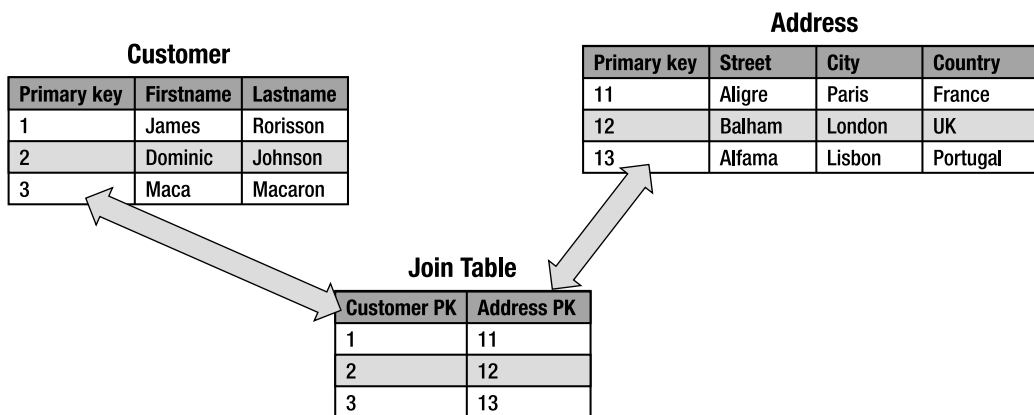 Customer
Primary key Firstname Lastname
1 James Rorisson
2 Dominic Johnson
3 Maca Macaron
Address
Primary key Street City Country
11 Aligre Paris France
12 Balham London UK
13 Alfama Lisbon Portugal
Join Table
Customer PK Address PK
1 11
2 12
3 13